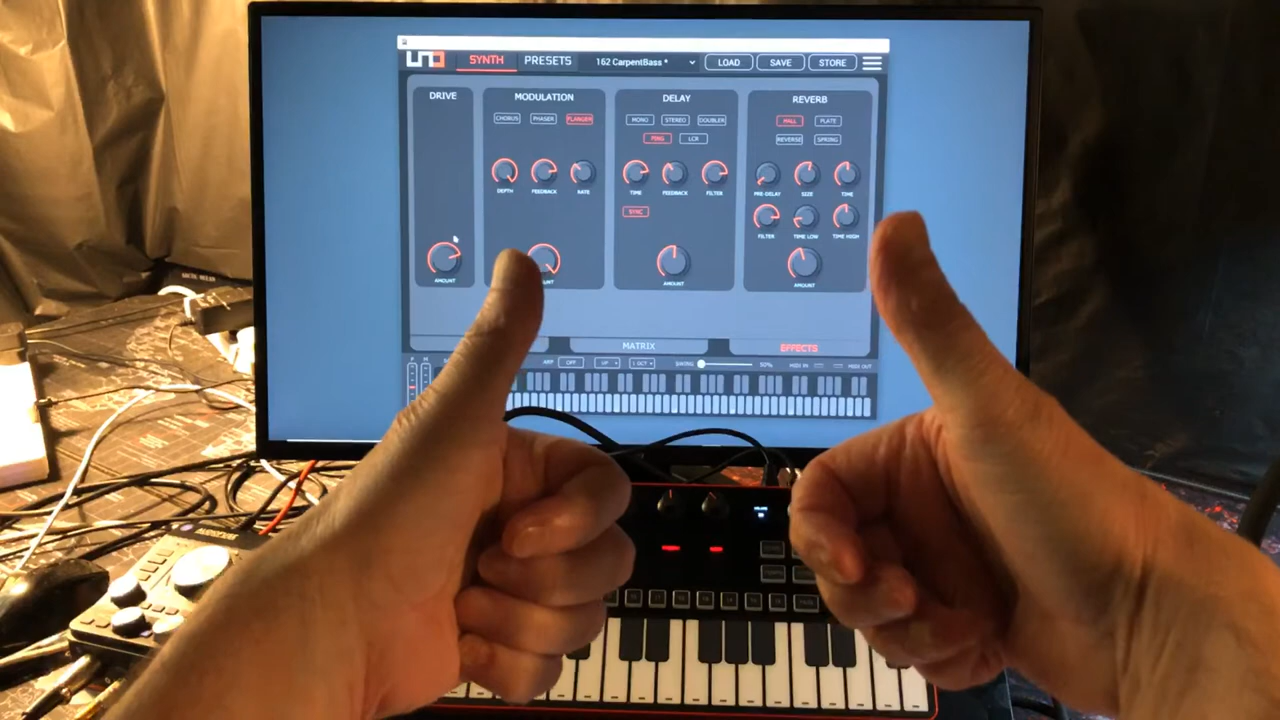 UNO SYNTH PRESETS 162 CarpentBass * LOAD SAVE STORE
DRIVE MODULATION DELAY REVERB
CHORUS PHASER FLANGER MONO STEREO DOUBLER HALL PLATE
PING LCR REVERSE SPRING
DEPTH FEEDBACK RATE TIME FEEDBACK FILTER PRE-DELAY SIZE TIME
SYNC FILTER TIME LOW TIME HIGH
AMOUNT AMOUNT AMOUNT
MATRIX EFFECTS
P M ARP OFF UP 1 OCT SWING 50% MIDI IN MIDI OUT